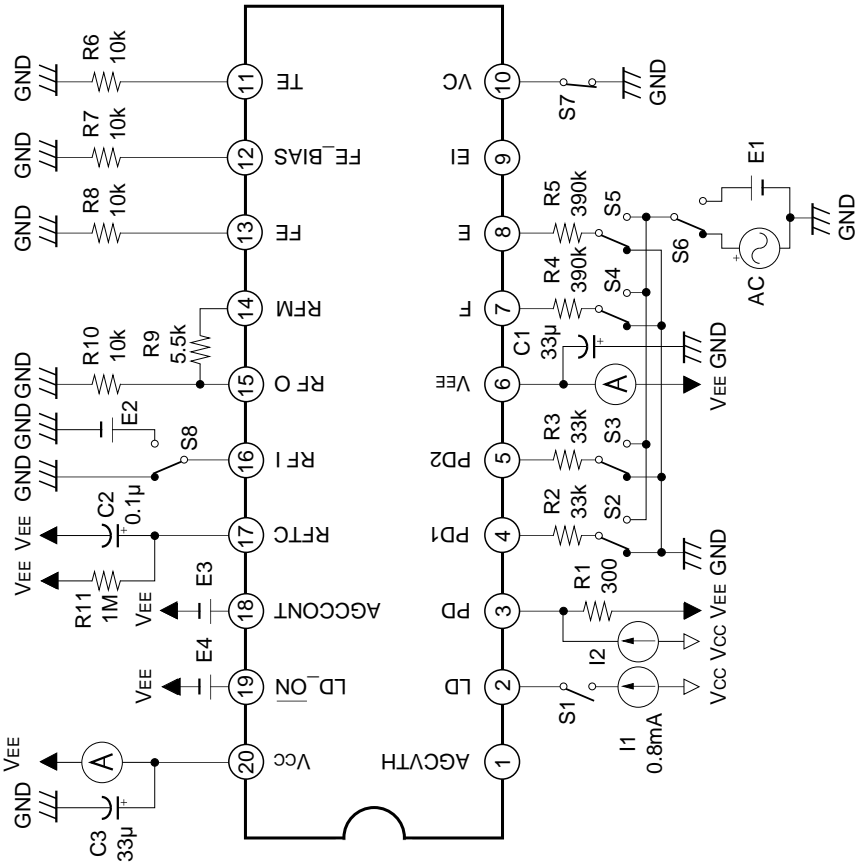 GND
C3
33µ
VEE
A
VEE
E4
VEE
E3
VEE
R11
1M
VEE
C2
0.1µ
GND
S8
GND
E2
GND
R10
10k
R9
5.5k
GND
R8
10k
GND
R7
10k
GND
R6
10k
20
19
18
17
16
15
14
13
12
11
Vcc
LD_ON
AGCCONT
RFTC
RF I
RF O
RFM
FE
FE_BIAS
TE
AGCVTH
LD
PD
PD1
PD2
VEE
F
E
EI
VC
1
2
3
4
5
6
7
8
9
10
S1
I1
0.8mA
VCC
I2
VCC
R1
300
VEE
R2
33k
S2
GND
R3
33k
S3
A
VEE
C1
33µ
GND
R4
390k
S4
R5
390k
S5
S6
AC
+
E1
GND
S7
GND